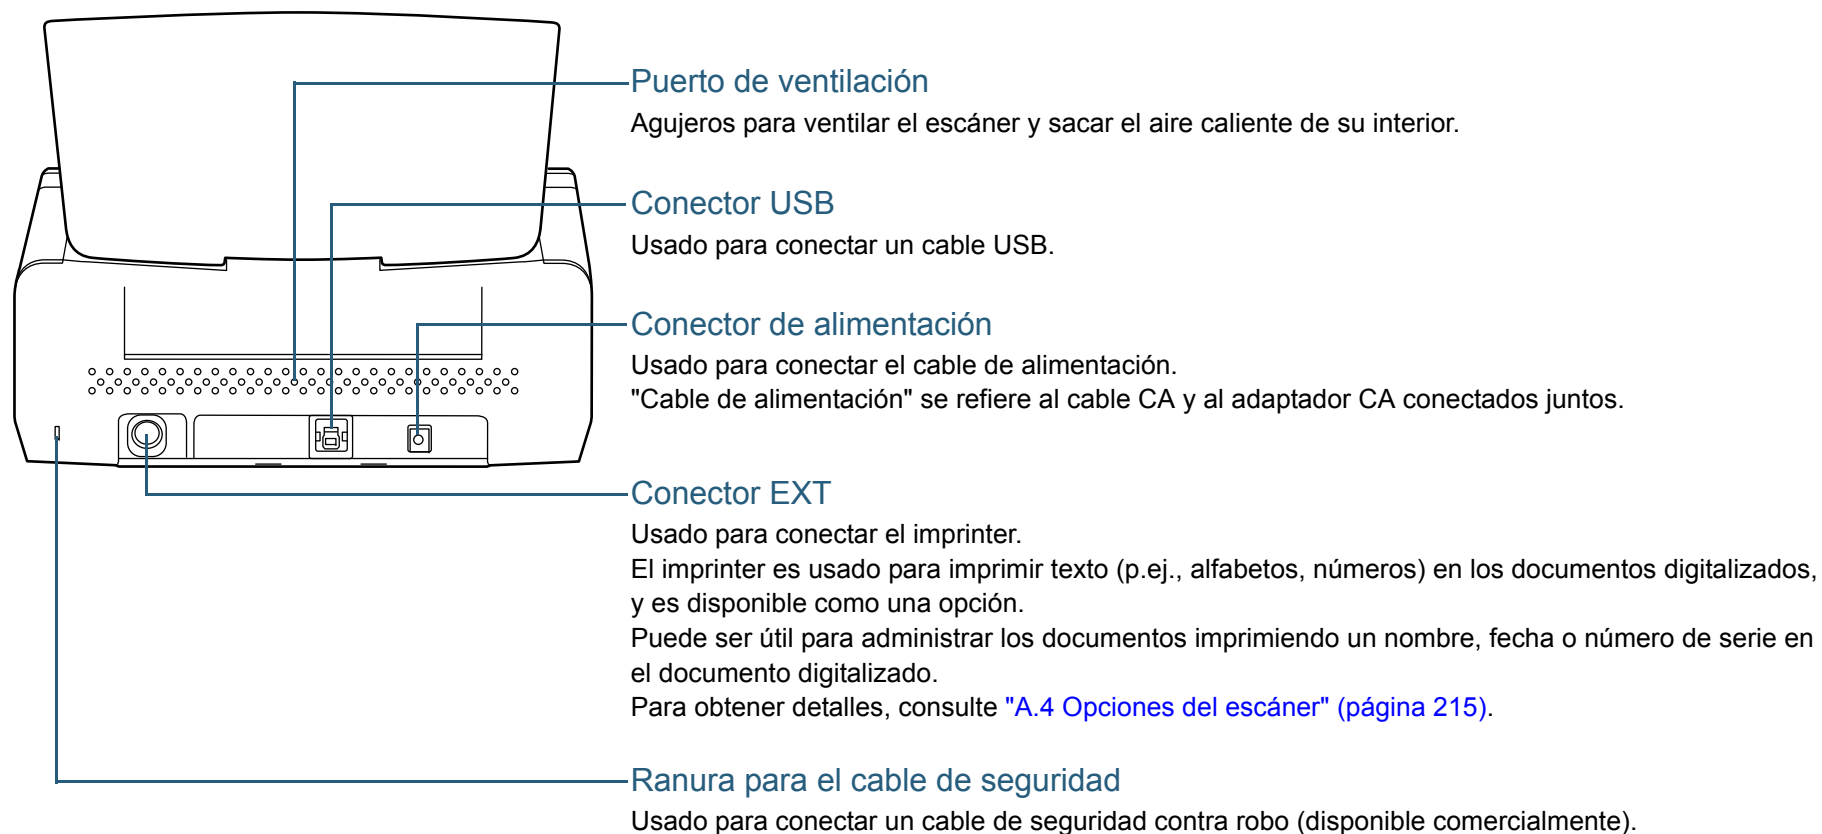 Puerto de ventilación
Agujeros para ventilar el escáner y sacar el aire caliente de su interior.
Conector USB
Usado para conectar un cable USB.
Conector de alimentación
Usado para conectar el cable de alimentación.
"Cable de alimentación" se refiere al cable CA y al adaptador CA conectados juntos.
Conector EXT
Usado para conectar el imprinter.
El imprinter es usado para imprimir texto (p.ej., alfabetos, números) en los documentos digitalizados,
y es disponible como una opción.
Puede ser útil para administrar los documentos imprimiendo un nombre, fecha o número de serie en
el documento digitalizado.
Para obtener detalles, consulte "A.4 Opciones del escáner" (página 215).
Ranura para el cable de seguridad
Usado para conectar un cable de seguridad contra robo (disponible comercialmente).